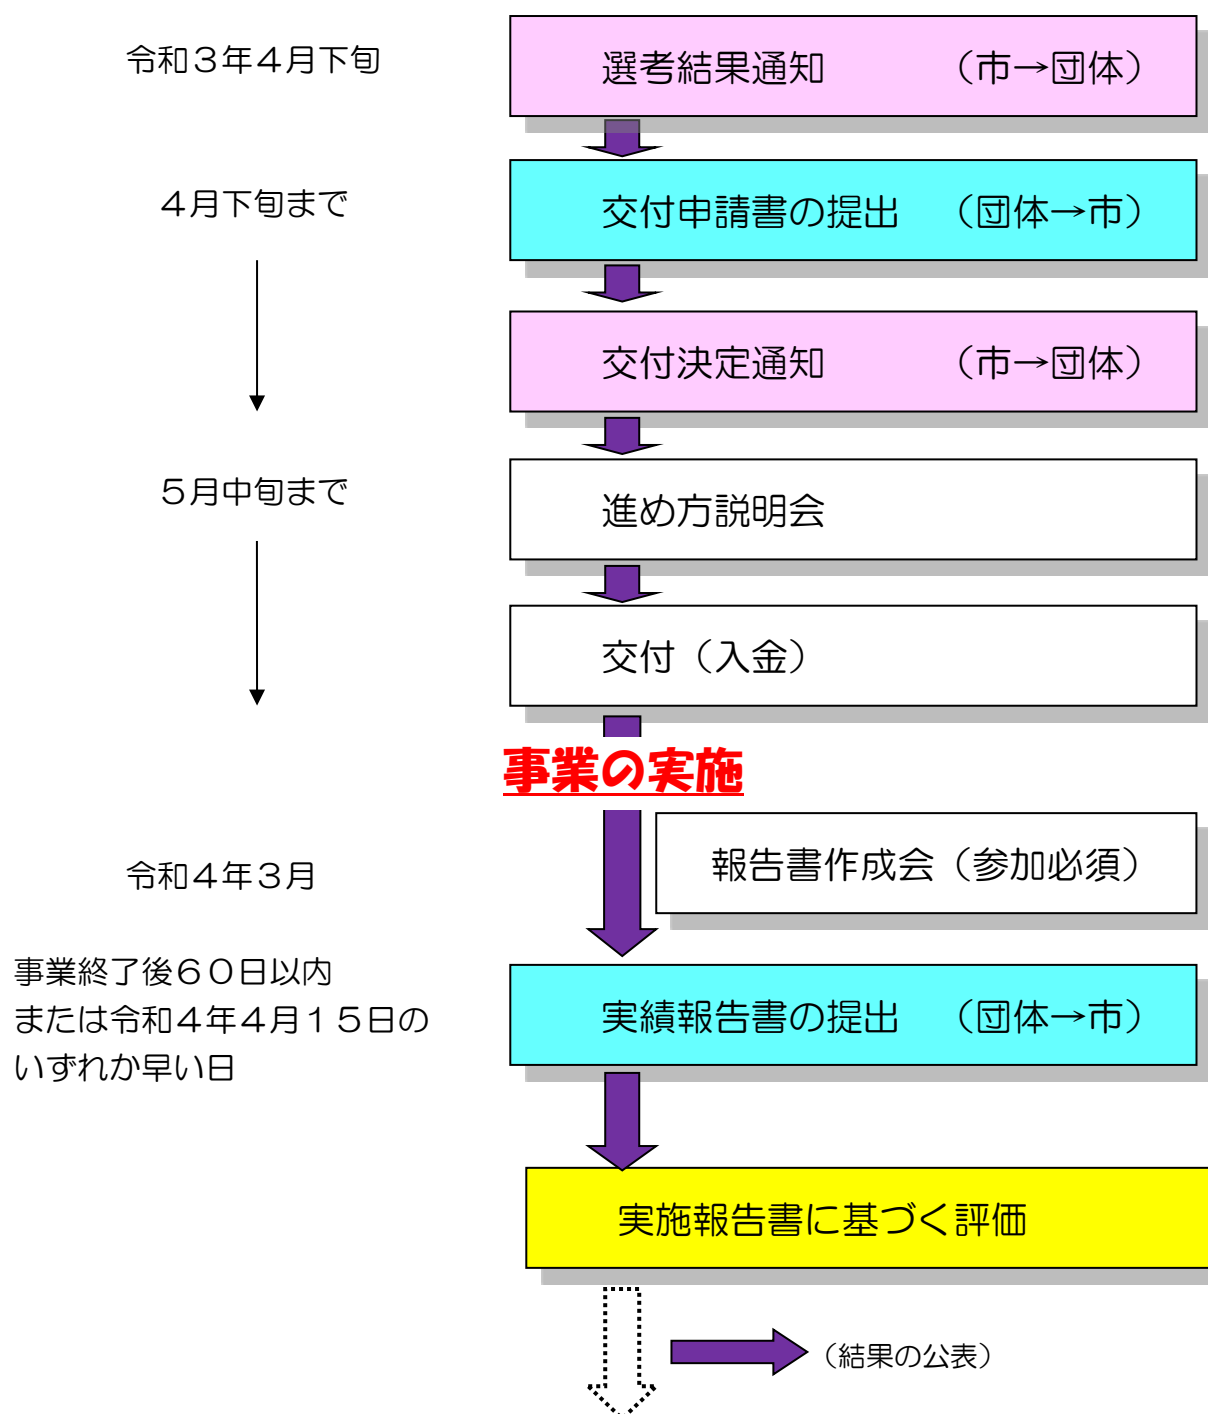 令和３年４月下旬
選考結果通知　　　（市→団体）
４月下旬まで
交付申請書の提出　（団体→市）
交付決定通知　　　（市→団体）
５月中旬まで
進め方説明会
交付（入金）
事業の実施
報告書作成会（参加必須）
令和４年３月
事業終了後６０日以内
または令和４年４月１５日の
いずれか早い日
実績報告書の提出　（団体→市）
実施報告書に基づく評価
（結果の公表）